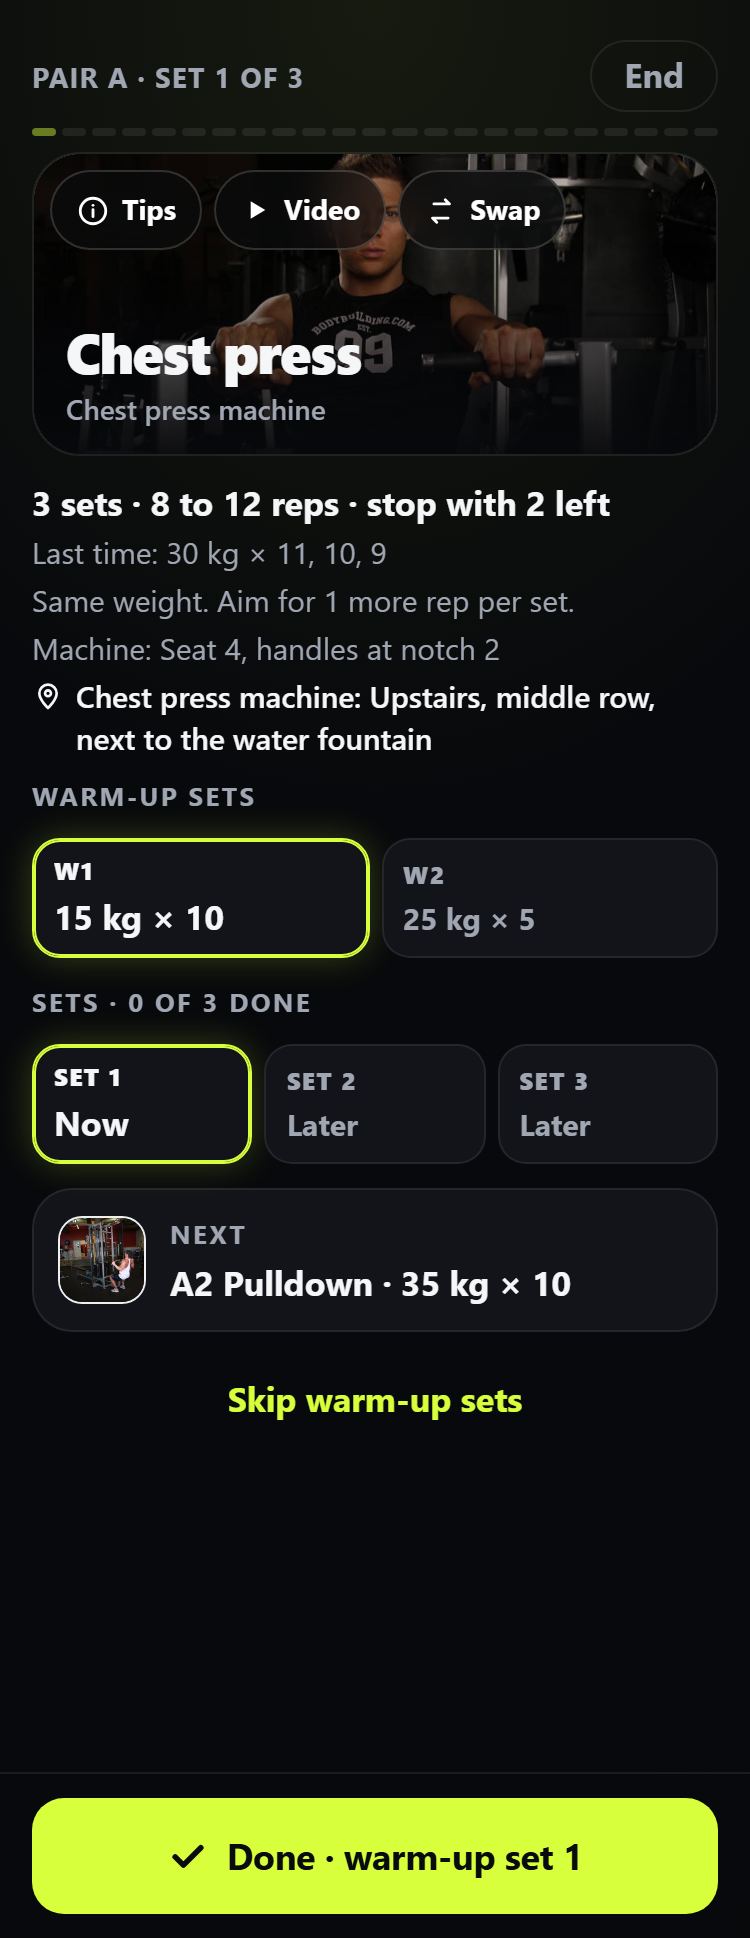 PAIR A · SET 1 OF 3
End
Tips
Video
Swap
BODYBUILDING.COM
EST.
99
Chest press
Chest press machine
3 sets · 8 to 12 reps · stop with 2 left
Last time: 30 kg × 11, 10, 9
Same weight. Aim for 1 more rep per set.
Machine: Seat 4, handles at notch 2
Chest press machine: Upstairs, middle row,
next to the water fountain
WARM-UP SETS
W1
15 kg × 10
W2
25 kg × 5
SETS · 0 OF 3 DONE
SET 1
Now
SET 2
Later
SET 3
Later
NEXT
A2 Pulldown · 35 kg × 10
Skip warm-up sets
Done · warm-up set 1